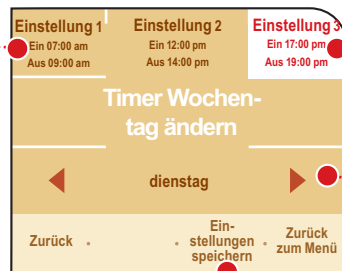 Einstellung 1
Ein 07:00 am
Aus 09:00 am
Einstellung 2
Ein 12:00 pm
Aus 14:00 pm
Einstellung 3
Ein 17:00 pm
Aus 19:00 pm
Timer Wochen-
tag ändern
dienstag
Zurück
Ein-
stellungen
speichern
Zurück
zum Menü